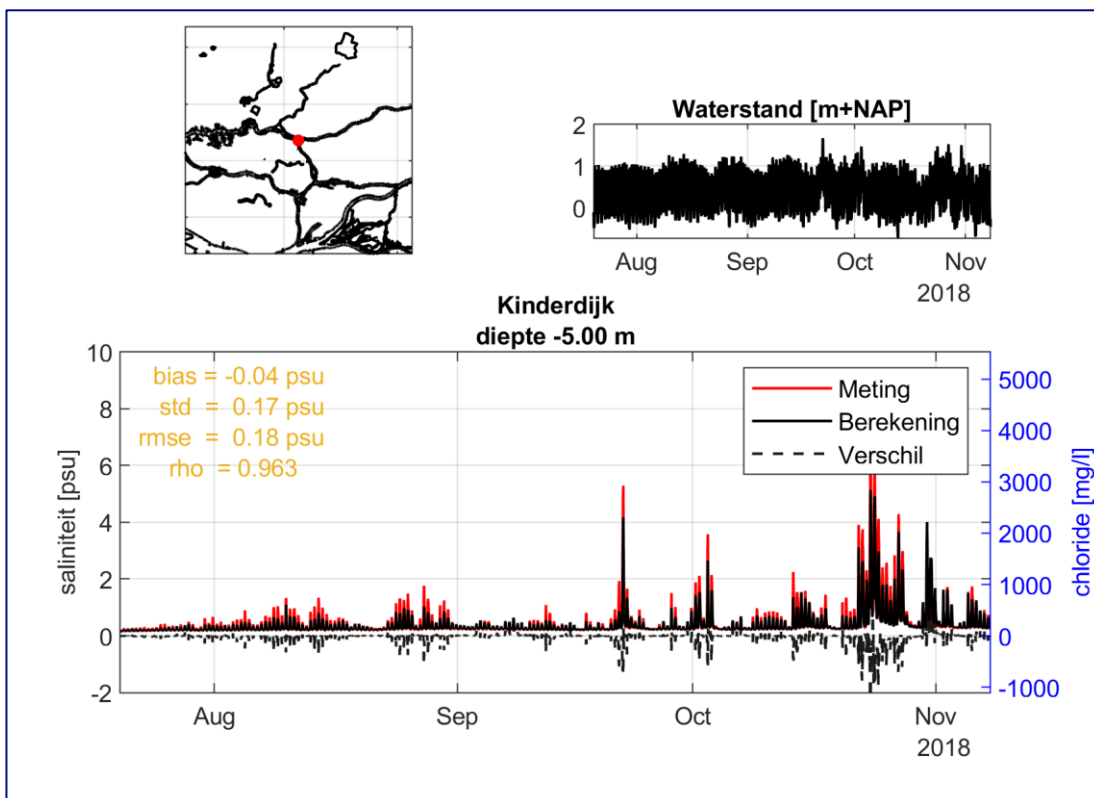 Waterstand [m+NAP]
2
1
0
Aug
Sep
Oct
Nov
2018
Kinderdijk
diepte -5.00 m
10
8
6
4
2
0
-2
saliniteit [psu]
bias = -0.04 psu
std = 0.17 psu
rmse = 0.18 psu
rho = 0.963
Meting
Berekening
Verschil
5000
4000
3000
2000
1000
0
-1000
chloride [mg/l]
Aug
Sep
Oct
Nov
2018